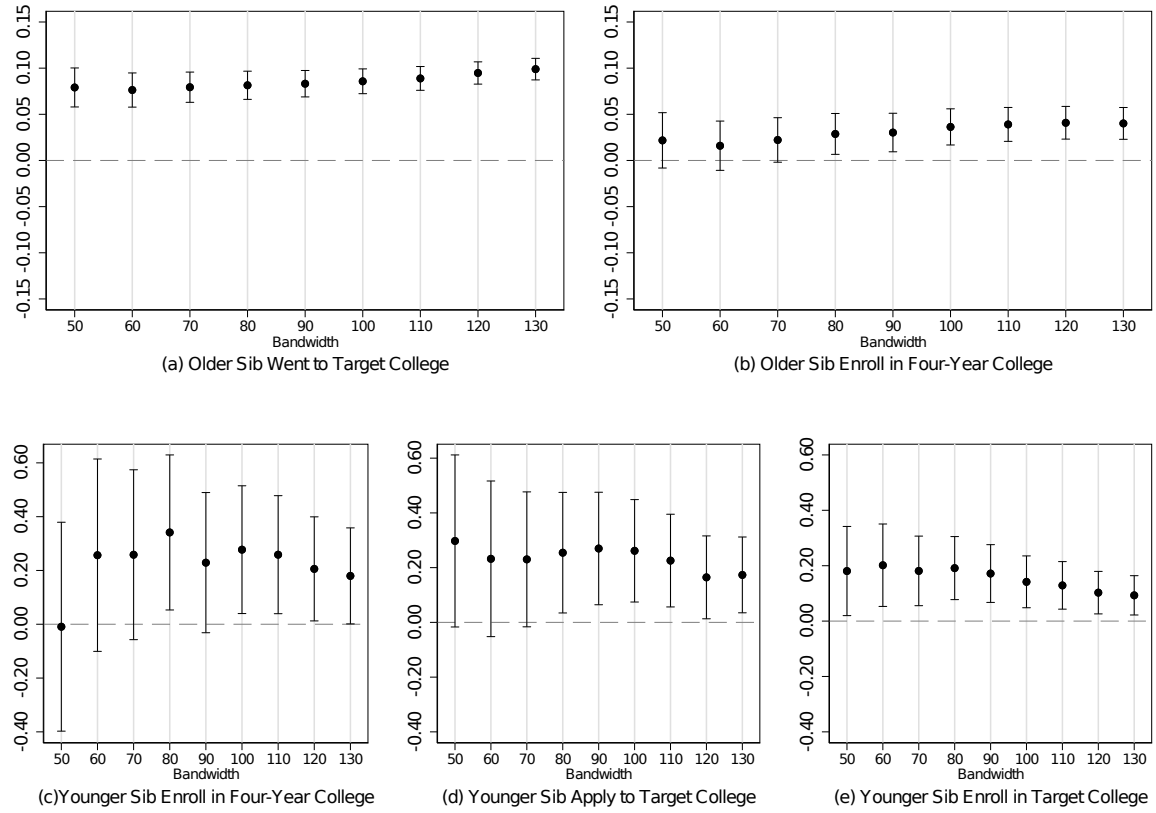 0.15
0.10
0.05
0.00
-0.05
-0.10
-0.15
50 60 70 80 90 100 110 120 130
Bandwidth
(a) Older Sib Went to Target College
0.15
0.10
0.05
0.00
-0.05
-0.10
-0.15
50 60 70 80 90 100 110 120 130
Bandwidth
(b) Older Sib Enroll in Four-Year College
0.60
0.40
0.20
0.00
-0.20
-0.40
50 60 70 80 90 100 110 120 130
Bandwidth
(c)Younger Sib Enroll in Four-Year College
0.60
0.40
0.20
0.00
-0.20
-0.40
50 60 70 80 90 100 110 120 130
Bandwidth
(d) Younger Sib Apply to Target College
0.60
0.40
0.20
0.00
-0.20
-0.40
50 60 70 80 90 100 110 120 130
Bandwidth
(e) Younger Sib Enroll in Target College